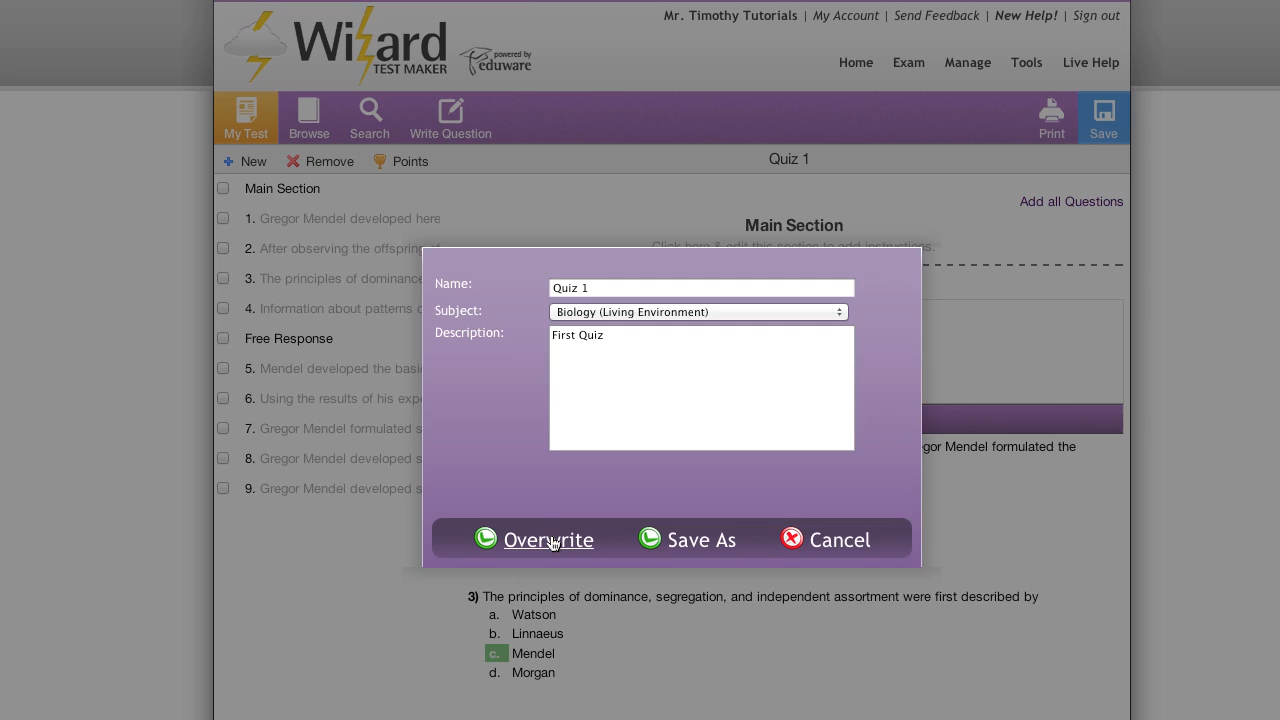 Mr. Timothy Tutorials | My Account | Send Feedback | New Help! | Sign out
Wizard
TEST MAKER
powered by
eduware
Home Exam Manage Tools Live Help
My Test Browse Search Write Question Print Save
New Remove Points Quiz 1
Main Section
Add all Questions
1. Gregor Mendel developed here
Main Section
2. After observing the offspring of
Click here & edit this section to add instructions.
3. The principles of dominance
4. Information about patterns
Free Response
5. Mendel developed the basi
6. Using the results of his expe
7. Gregor Mendel formulated s
8. Gregor Mendel developed s
9. Gregor Mendel developed s
Name: Quiz 1
Subject: Biology (Living Environment)
Description: First Quiz
Overwrite Save As Cancel
gor Mendel formulated the
3) The principles of dominance, segregation, and independent assortment were first described by
a. Watson
b. Linnaeus
c. Mendel
d. Morgan